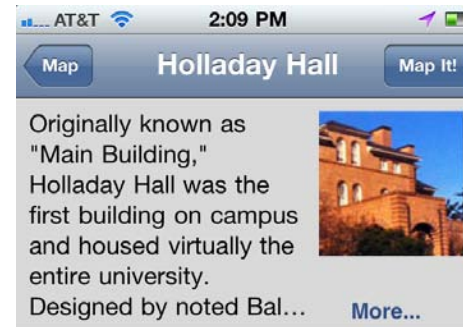 AT&T 2:09 PM
Map Holladay Hall Map It!
Originally known as
"Main Building,"
Holladay Hall was the
first building on campus
and housed virtually the
entire university.
Designed by noted Bal...
More...